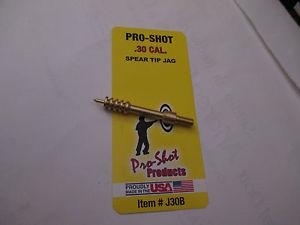 PRO-SHOT
.30 CAL.
SPEAR TIP JAG
Pro-Shot
Products
PROUDLY
MADE IN THE
USA
Item # J30B